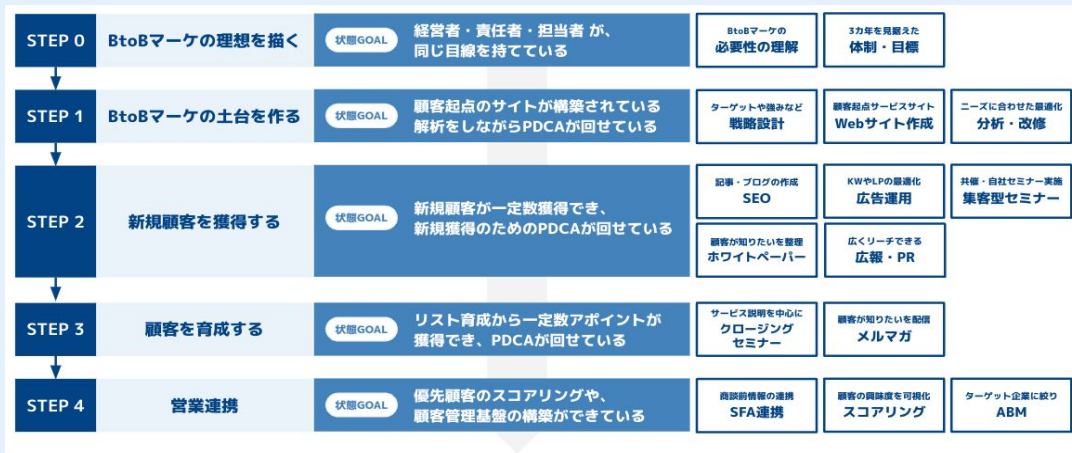 STEP 0
BtoBマーケの理想を描く
状態GOAL
経営者・責任者・担当者 が、
同じ目線を持てている
BtoBマーケの
必要性の理解
3カ年を見据えた
体制・目標
STEP 1
BtoBマーケの土台を作る
状態GOAL
顧客起点のサイトが構築されている
解析をしながらPDCAが回せている
ターゲットや強みなど
戦略設計
顧客起点サービスサイト
Webサイト作成
ニーズに合わせた最適化
分析・改修
STEP 2
新規顧客を獲得する
状態GOAL
新規顧客が一定数獲得でき、
新規獲得のためのPDCAが回せている
記事・ブログの作成
SEO
KWやLPの最適化
広告運用
共催・自社セミナー実施
集客型セミナー
顧客が知りたいを整理
ホワイトペーパー
広くリーチできる
広報・PR
STEP 3
顧客を育成する
状態GOAL
リスト育成から一定数アポイントが
獲得でき、PDCAが回せている
サービス説明を中心に
クロージング
セミナー
顧客が知りたいを配信
メルマガ
STEP 4
営業連携
状態GOAL
優先顧客のスコアリングや、
顧客管理基盤の構築ができている
商談前情報の連携
SFA連携
顧客の興味度を可視化
スコアリング
ターゲット企業に絞り
ABM